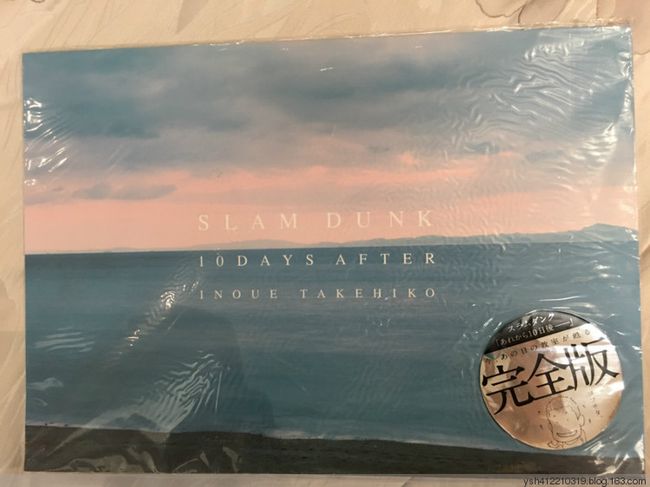 SLAM DUNK
10DAYS AFTER
INOUE TAKEHIKO
スラムダンク
「あれから10日後——」
あの日の教室が甦る
完全版
ysh412210319.blog.163.com